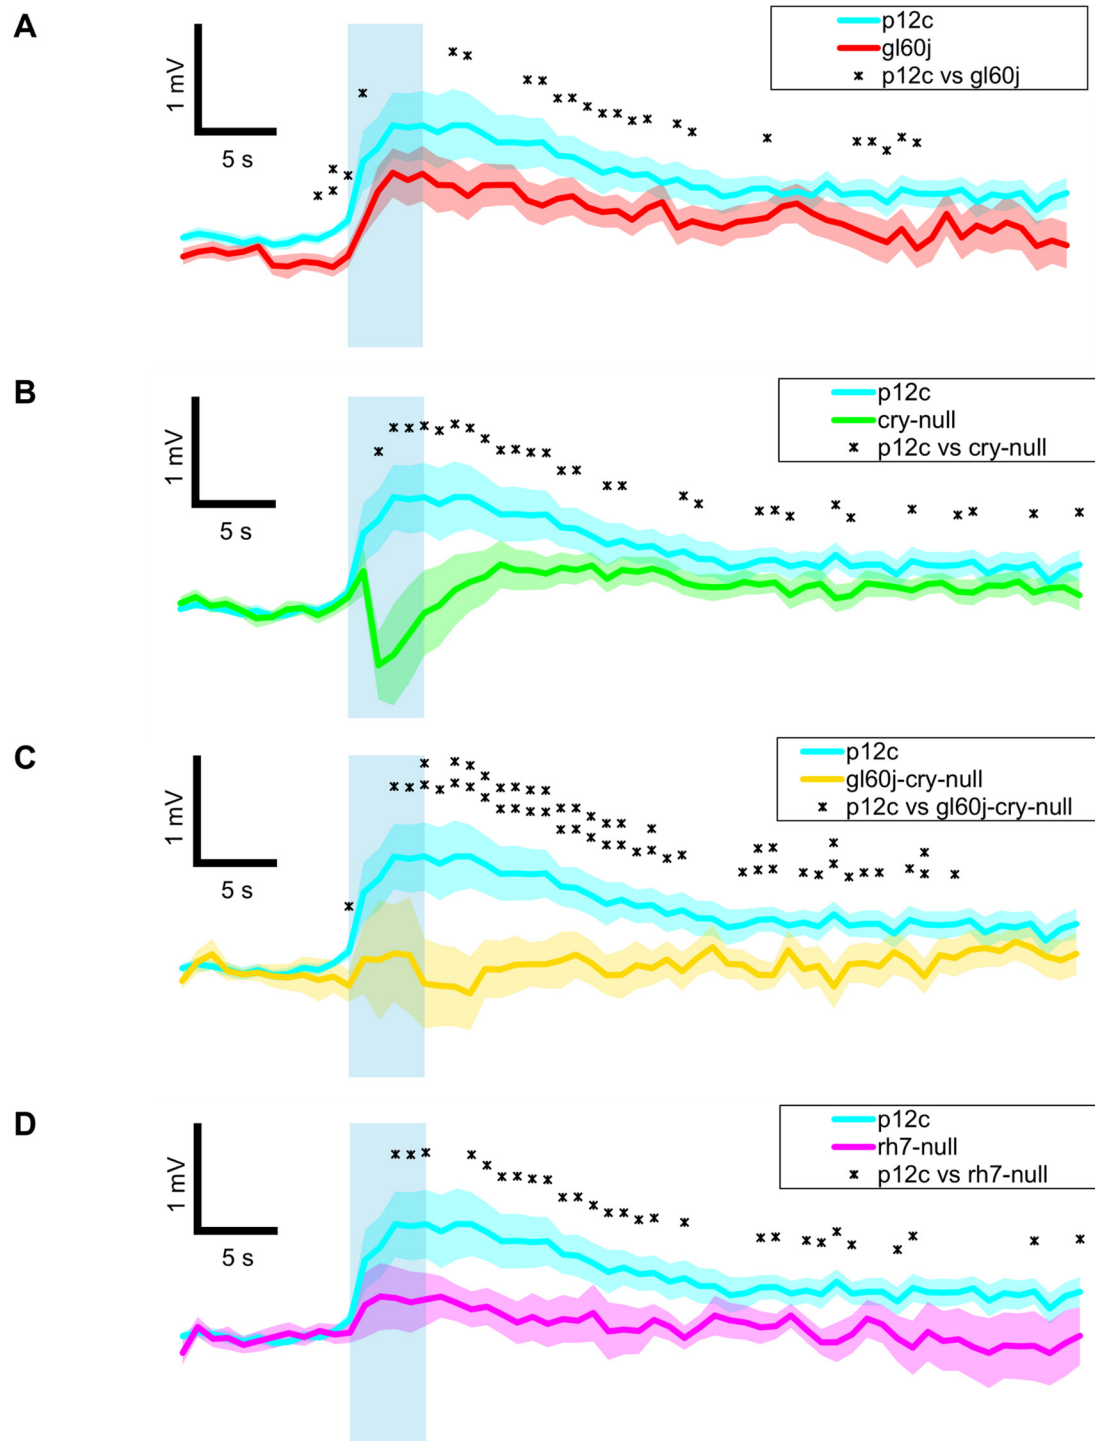 A
1 mV
5 s
p12c
gl60j
p12c vs gl60j
B
1 mV
5 s
p12c
cry-null
p12c vs cry-null
C
1 mV
5 s
p12c
gl60j-cry-null
p12c vs gl60j-cry-null
D
1 mV
5 s
p12c
rh7-null
p12c vs rh7-null